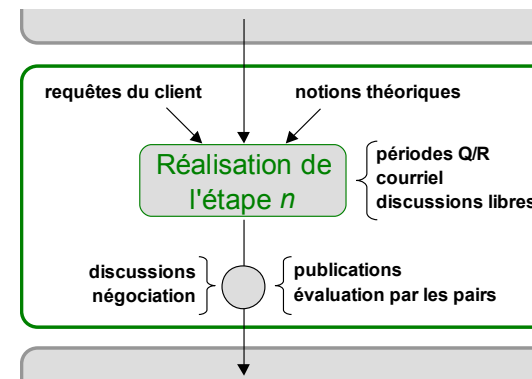 requêtes du client
notions théoriques
Réalisation de
l'étape n
périodes Q/R
courriel
discussions libres
discussions
négociation
publications
évaluation par les pairs